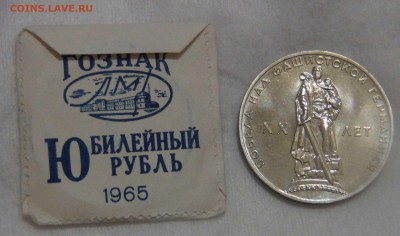 COINS.LAVE.RU
ГОЗНАК
ЛМД
ЮБИЛЕЙНЫЙ
РУБЛЬ
1965
ПОБЕДА НАД ФАШИСТСКОЙ ГЕРМАНИЕЙ
XX ЛЕТ